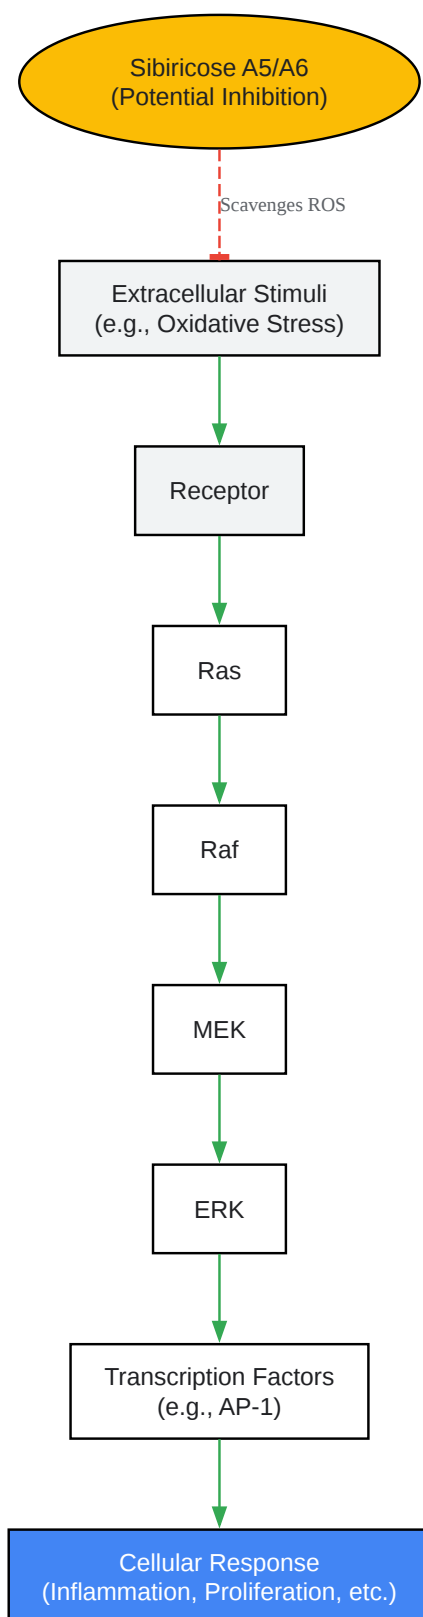 Sibiricose A5/A6
(Potential Inhibition)
Scavenges ROS
Extracellular Stimuli
(e.g., Oxidative Stress)
Receptor
Ras
Raf
MEK
ERK
Transcription Factors
(e.g., AP-1)
Cellular Response
(Inflammation, Proliferation, etc.)